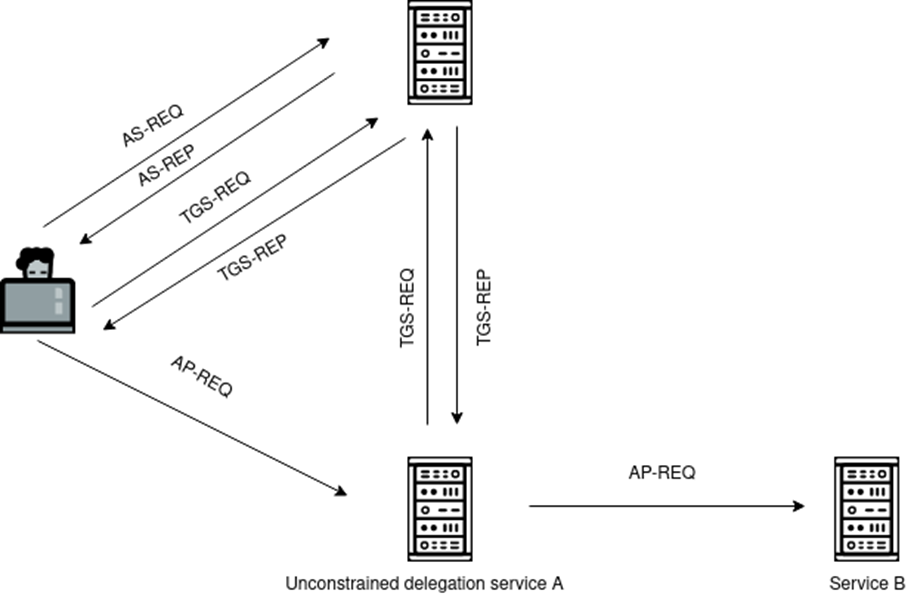 AS-REQ
AS-REP
TGS-REQ
TGS-REP
TGS-REQ
TGS-REP
AP-REQ
AP-REQ
Unconstrained delegation service A
Service B